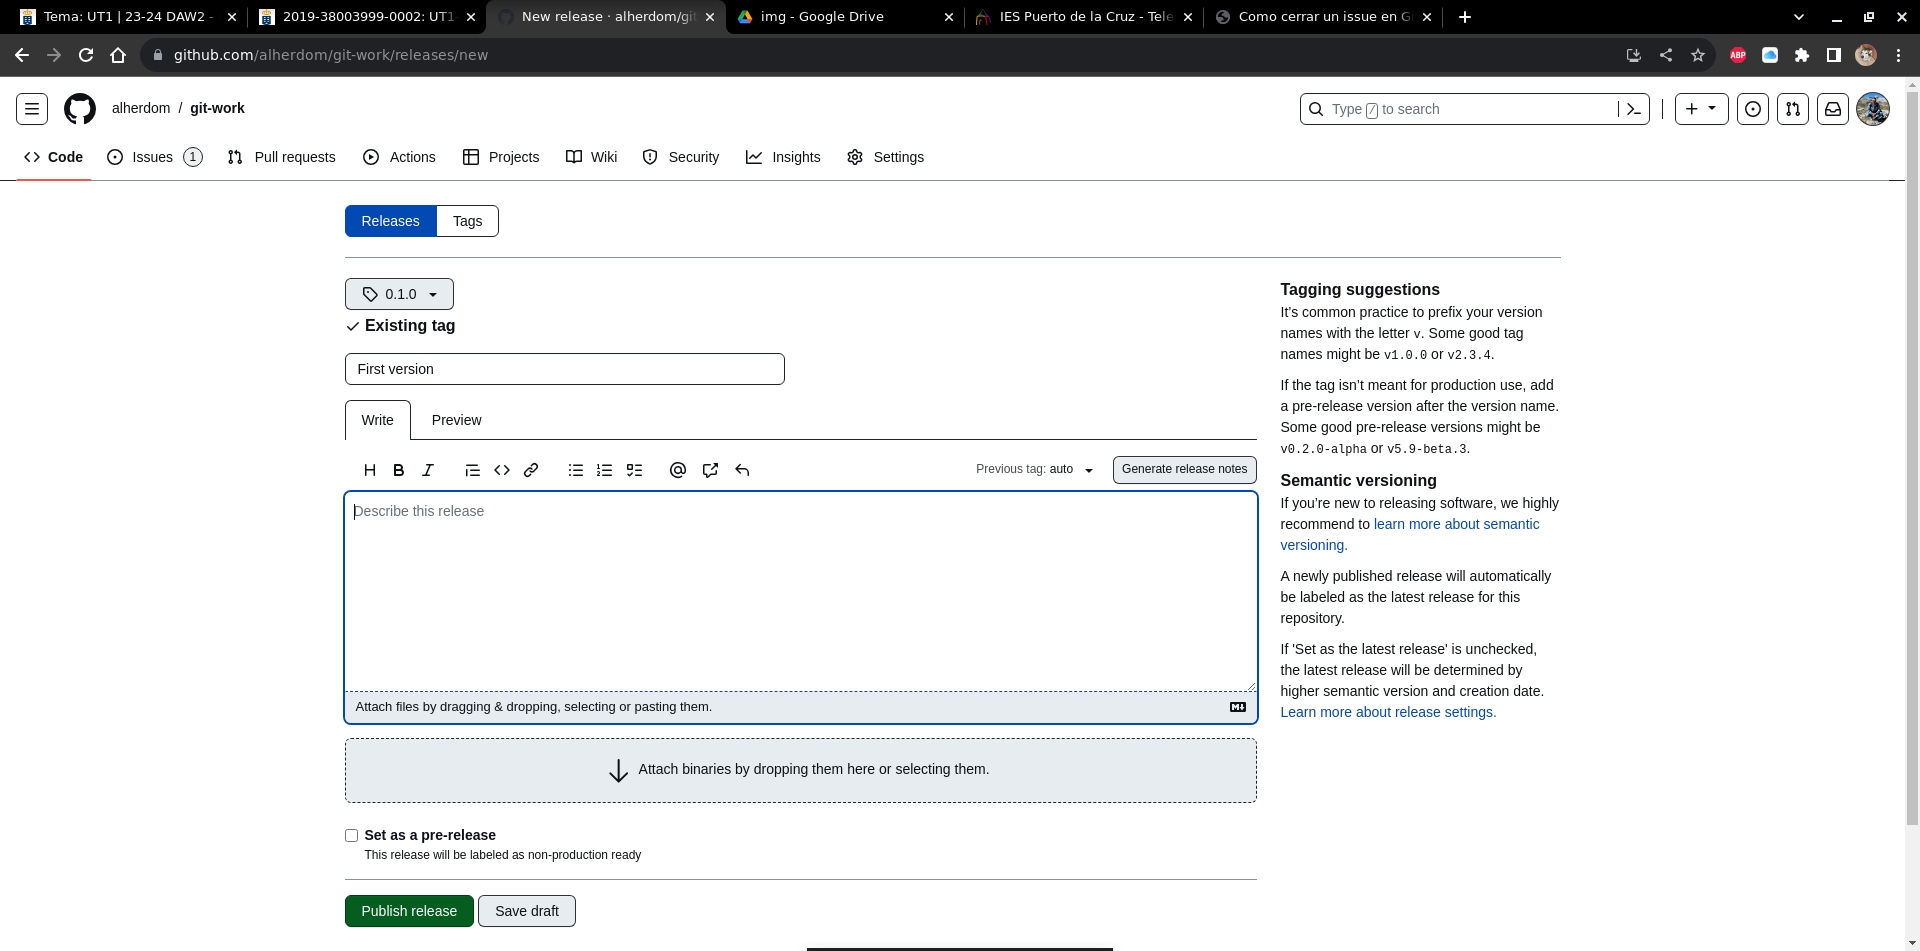 Tema: UT1 | 23-24 DAW2 -
2019-38003999-0002: UT1-
New release · alherdom/git
img - Google Drive
IES Puerto de la Cruz - Tele
Como cerrar un issue en G
github.com/alherdom/git-work/releases/new
ABP
alherdom / git-work
Type / to search
Code
Issues 1
Pull requests
Actions
Projects
Wiki
Security
Insights
Settings
Releases
Tags
0.1.0
Existing tag
First version
Write
Preview
H B I
Previous tag: auto
Generate release notes
Describe this release
Attach files by dragging & dropping, selecting or pasting them.
Attach binaries by dropping them here or selecting them.
Set as a pre-release
This release will be labeled as non-production ready
Publish release
Save draft
Tagging suggestions
It’s common practice to prefix your version
names with the letter v. Some good tag
names might be v1.0.0 or v2.3.4.
If the tag isn’t meant for production use, add
a pre-release version after the version name.
Some good pre-release versions might be
v0.2.0-alpha or v5.9-beta.3.
Semantic versioning
If you’re new to releasing software, we highly
recommend to learn more about semantic
versioning.
A newly published release will automatically
be labeled as the latest release for this
repository.
If 'Set as the latest release' is unchecked,
the latest release will be determined by
higher semantic version and creation date.
Learn more about release settings.